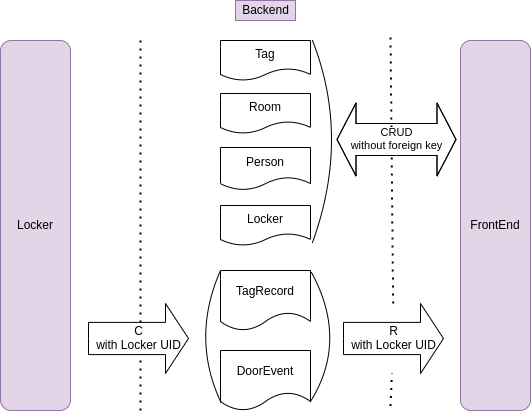 Backend
Tag
Room
Person
Locker
TagRecord
DoorEvent
Locker
C
with Locker UID
CRUD
without foreign key
R
with Locker UID
FrontEnd